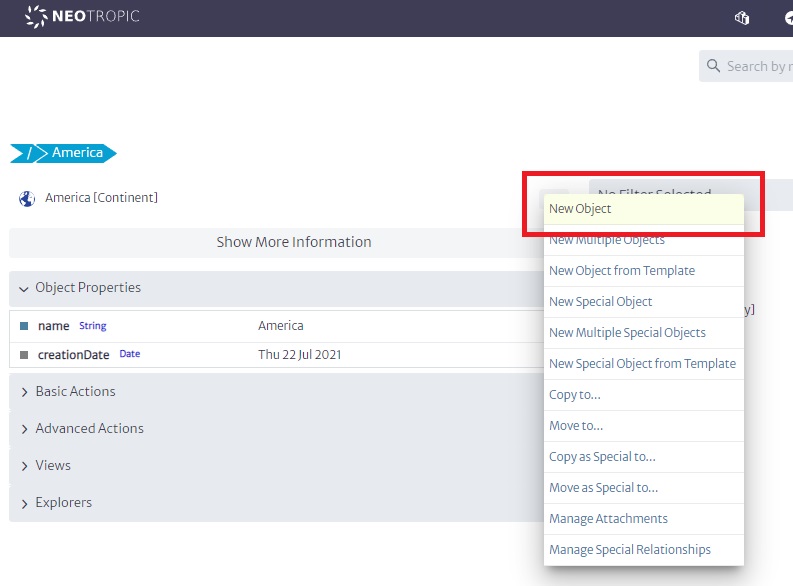 NEOTROPIC
Search by
/ America
America [Continent]
No Filter Selected
Show More Information
Object Properties
name String America
creationDate Date Thu 22 Jul 2021
Basic Actions
Advanced Actions
Views
Explorers
New Object
New Multiple Objects
New Object from Template
New Special Object
New Multiple Special Objects
New Special Object from Template
Copy to...
Move to...
Copy as Special to...
Move as Special to...
Manage Attachments
Manage Special Relationships
y]